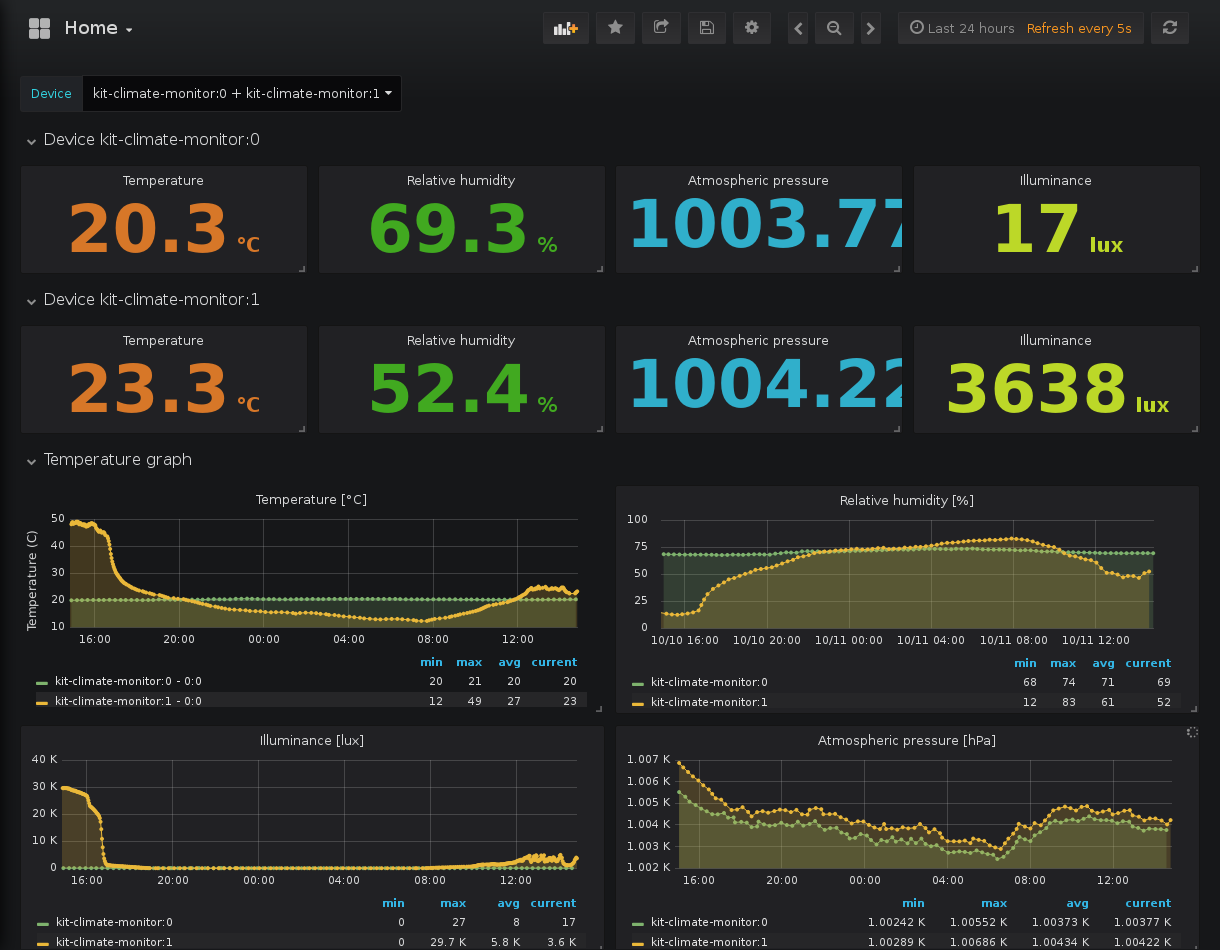 Home
Last 24 hours Refresh every 5s
Device kit-climate-monitor:0 + kit-climate-monitor:1
Device kit-climate-monitor:0
Temperature Relative humidity Atmospheric pressure Illuminance
20.3 °C 69.3 % 1003.77 17 lux
Device kit-climate-monitor:1
Temperature Relative humidity Atmospheric pressure Illuminance
23.3 °C 52.4 % 1004.22 3638 lux
Temperature graph
Temperature [°C]
Temperature (C)
50
40
30
20
10
16:00 20:00 00:00 04:00 08:00 12:00
min max avg current
kit-climate-monitor:0 - 0:0 20 21 20 20
kit-climate-monitor:1 - 0:0 12 49 27 23
Relative humidity [%]
100
75
50
25
0
10/10 16:00 10/10 20:00 10/11 00:00 10/11 04:00 10/11 08:00 10/11 12:00
min max avg current
kit-climate-monitor:0 68 74 71 69
kit-climate-monitor:1 12 83 61 52
Illuminance [lux]
40 K
30 K
20 K
10 K
0
16:00 20:00 00:00 04:00 08:00 12:00
min max avg current
kit-climate-monitor:0 0 27 8 17
kit-climate-monitor:1 0 29.7 K 5.8 K 3.6 K
Atmospheric pressure [hPa]
1.007 K
1.006 K
1.005 K
1.004 K
1.003 K
1.002 K
16:00 20:00 00:00 04:00 08:00 12:00
min max avg current
kit-climate-monitor:0 1.00242 K 1.00552 K 1.00373 K 1.00377 K
kit-climate-monitor:1 1.00289 K 1.00686 K 1.00434 K 1.00422 K